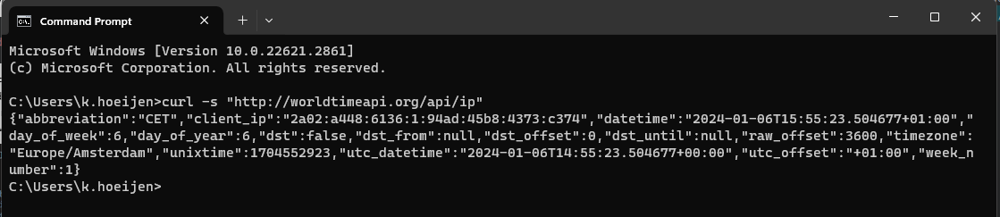 Command Prompt
Microsoft Windows [Version 10.0.22621.2861]
(c) Microsoft Corporation. All rights reserved.
C:\Users\k.hoeijen>curl -s "http://worldtimeapi.org/api/ip"
{"abbreviation":"CET","client_ip":"2a02:a448:6136:1:94ad:45b8:4373:c374","datetime":"2024-01-06T15:55:23.504677+01:00","
day_of_week":6,"day_of_year":6,"dst":false,"dst_from":null,"dst_offset":0,"dst_until":null,"raw_offset":3600,"timezone":
"Europe/Amsterdam","unixtime":1704552923,"utc_datetime":"2024-01-06T14:55:23.504677+00:00","utc_offset":"+01:00","week_n
umber":1}
C:\Users\k.hoeijen>